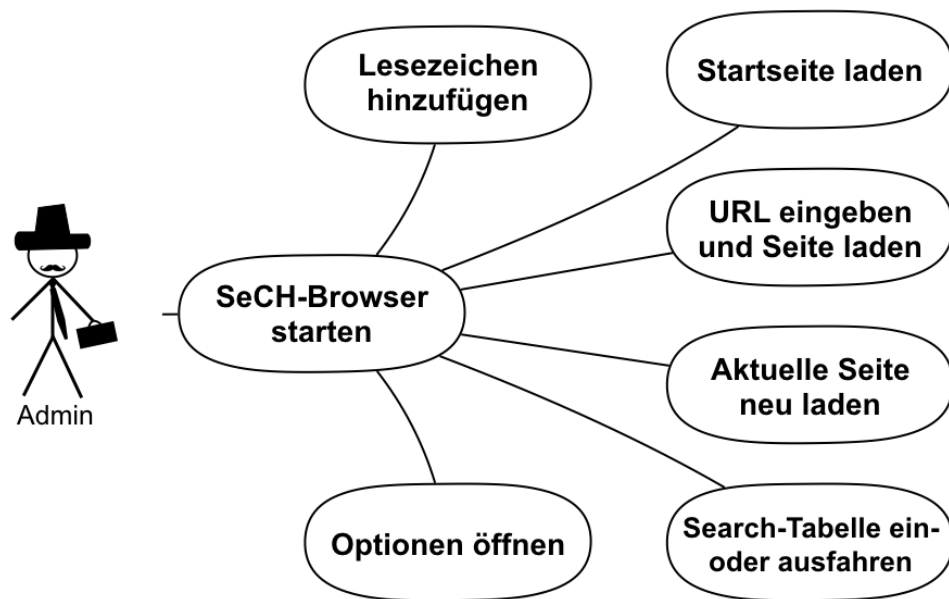 Lesezeichen
hinzufügen
Startseite laden
URL eingeben
und Seite laden
SeCH-Browser
starten
Aktuelle Seite
neu laden
Admin
Optionen öffnen
Search-Tabelle ein-
oder ausfahren